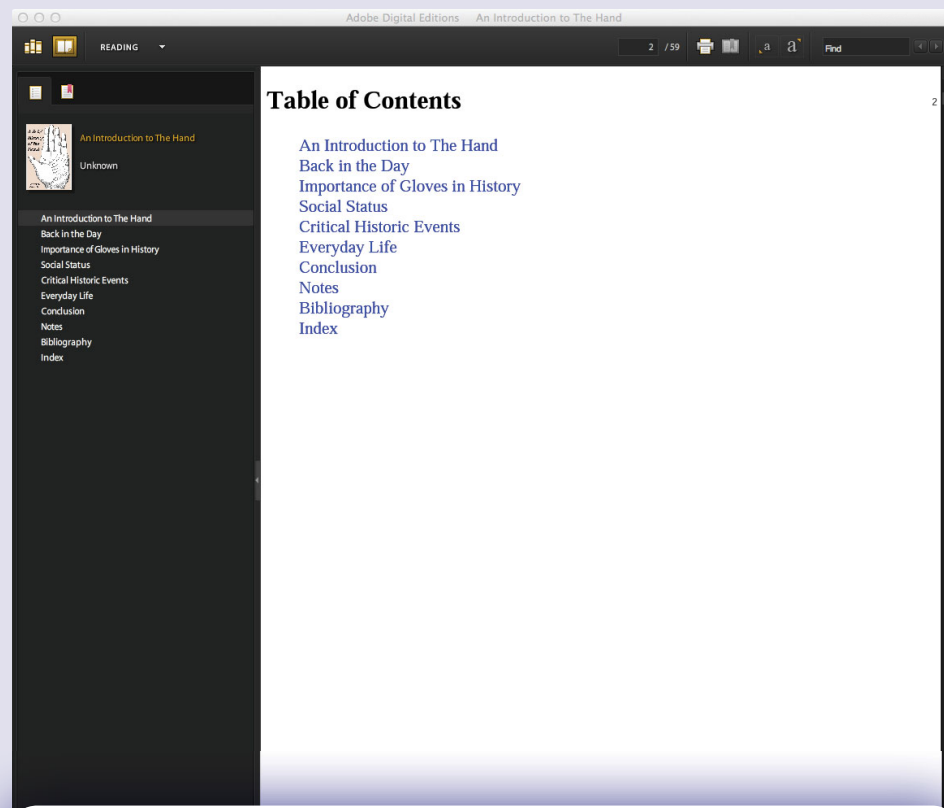 Adobe Digital Editions An Introduction to The Hand
READING
2 /59
a a
Find
An Introduction to The Hand
Unknown
An Introduction to The Hand
Back in the Day
Importance of Gloves in History
Social Status
Critical Historic Events
Everyday Life
Conclusion
Notes
Bibliography
Index
Table of Contents
2
An Introduction to The Hand
Back in the Day
Importance of Gloves in History
Social Status
Critical Historic Events
Everyday Life
Conclusion
Notes
Bibliography
Index